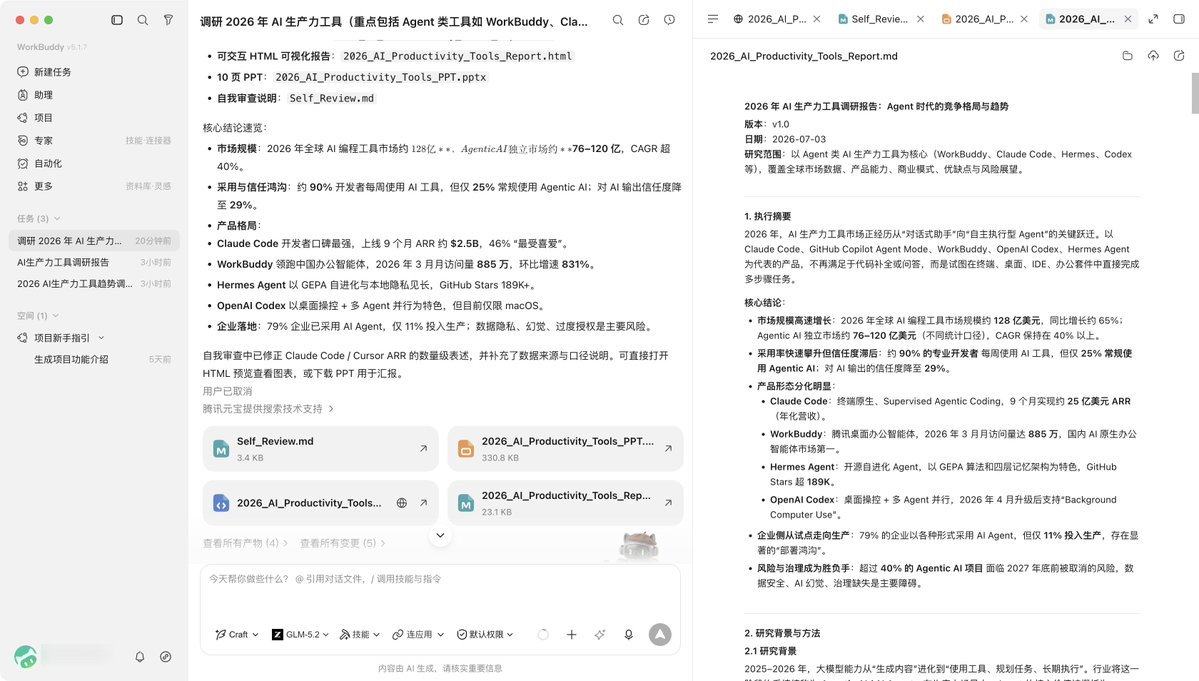 WorkBuddy v5.1.7
新建任务
助理
项目
专家 技能·连接器
自动化
更多 资料库·灵感
任务 (3)
调研 2026 年 AI 生产力... 20分钟前
AI生产力工具调研报告 3小时前
2026 AI生产力工具趋势调... 3小时前
空间 (1)
项目新手指引
生成项目功能介绍 5天前
调研 2026 年 AI 生产力工具（重点包括 Agent 类工具如 WorkBuddy、Cla...
• 可交互 HTML 可视化报告： 2026_AI_Productivity_Tools_Report.html
• 10 页 PPT： 2026_AI_Productivity_Tools_PPT.pptx
• 自我审查说明： Self_Review.md
核心结论速览：
• 市场规模：2026 年全球 AI 编程工具市场约 128亿**，AgenticAI独立市场约**76–120 亿，CAGR 超
40%。
• 采用与信任鸿沟：约 90% 开发者每周使用 AI 工具，但仅 25% 常规使用 Agentic AI；对 AI 输出信任度降
至 29%。
• 产品格局：
• Claude Code 开发者口碑最强，上线 9 个月 ARR 约 $2.5B，46% “最受喜爱”。
• WorkBuddy 领跑中国办公智能体，2026 年 3 月月访问量 885 万，环比增速 831%。
• Hermes Agent 以 GEPA 自进化与本地隐私见长，GitHub Stars 189K+。
• OpenAI Codex 以桌面操控 + 多 Agent 并行为特色，但目前仅限 macOS。
• 企业落地：79% 企业已采用 AI Agent，仅 11% 投入生产；数据隐私、幻觉、过度授权是主要风险。
自我审查中已修正 Claude Code / Cursor ARR 的数量级表述，并补充了数据来源与口径说明。可直接打开
HTML 预览查看图表，或下载 PPT 用于汇报。
用户已取消
腾讯元宝提供搜索技术支持
Self_Review.md
3.4 KB
2026_AI_Productivity_Tools_PPT....
330.8 KB
2026_AI_Productivity_Tools...
2026_AI_Productivity_Tools_Rep...
23.1 KB
查看所有产物 (4) 查看所有变更 (5)
今天帮你做些什么？ @ 引用对话文件，/ 调用技能与指令
Craft GLM-5.2 技能 连应用 默认权限
内容由 AI 生成，请核实重要信息
2026_AI_P... Self_Revie... 2026_AI_P... 2026_AI_...
2026_AI_Productivity_Tools_Report.md
2026 年 AI 生产力工具调研报告：Agent 时代的竞争格局与趋势
版本：v1.0
日期：2026-07-03
研究范围：以 Agent 类 AI 生产力工具为核心（WorkBuddy、Claude Code、Hermes、Codex
等），覆盖全球市场数据、产品能力、商业模式、优缺点与风险展望。
1. 执行摘要
2026 年，AI 生产力工具市场正经历从“对话式助手”向“自主执行型 Agent”的关键跃迁。以
Claude Code、GitHub Copilot Agent Mode、WorkBuddy、OpenAI Codex、Hermes Agent
为代表的产品，不再满足于代码补全或问答，而是试图在终端、桌面、IDE、办公套件中直接完成
多步骤任务。
核心结论：
• 市场规模高速增长：2026 年全球 AI 编程工具市场规模约 128 亿美元，同比增长约 65%；
Agentic AI 独立市场约 76–120 亿美元（不同统计口径），CAGR 保持在 40% 以上。
• 采用率快速攀升但信任度滞后：约 90% 的专业开发者 每周使用 AI 工具，但仅 25% 常规使
用 Agentic AI；对 AI 输出的信任度降至 29%。
• 产品形态分化明显：
• Claude Code：终端原生、Supervised Agentic Coding，9 个月实现约 25 亿美元 ARR
（年化营收）。
• WorkBuddy：腾讯桌面办公智能体，2026 年 3 月月访问量达 885 万，国内 AI 原生办公
智能体市场第一。
• Hermes Agent：开源自进化 Agent，以 GEPA 算法和四层记忆架构为特色，GitHub
Stars 超 189K。
• OpenAI Codex：桌面操控 + 多 Agent 并行，2026 年 4 月升级后支持“Background
Computer Use”。
• 企业侧从试点走向生产：79% 的企业以各种形式采用 AI Agent，但仅 11% 投入生产，存在显
著的“部署鸿沟”。
• 风险与治理成为胜负手：超过 40% 的 Agentic AI 项目 面临 2027 年底前被取消的风险，数
据安全、AI 幻觉、治理缺失是主要障碍。
2. 研究背景与方法
2.1 研究背景
2025–2026 年，大模型能力从“生成内容”进化到“使用工具、规划任务、长期执行”。行业将这一